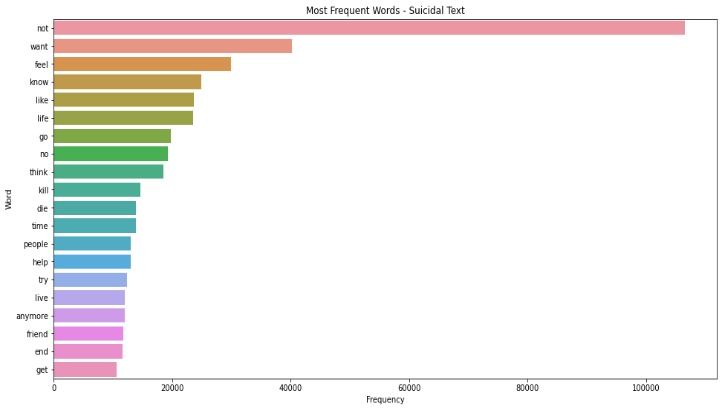 Most Frequent Words - Suicidal Text
Word
not
want
feel
know
like
life
go
no
think
kill
die
time
people
help
try
live
anymore
friend
end
get
0 20000 40000 60000 80000 100000
Frequency